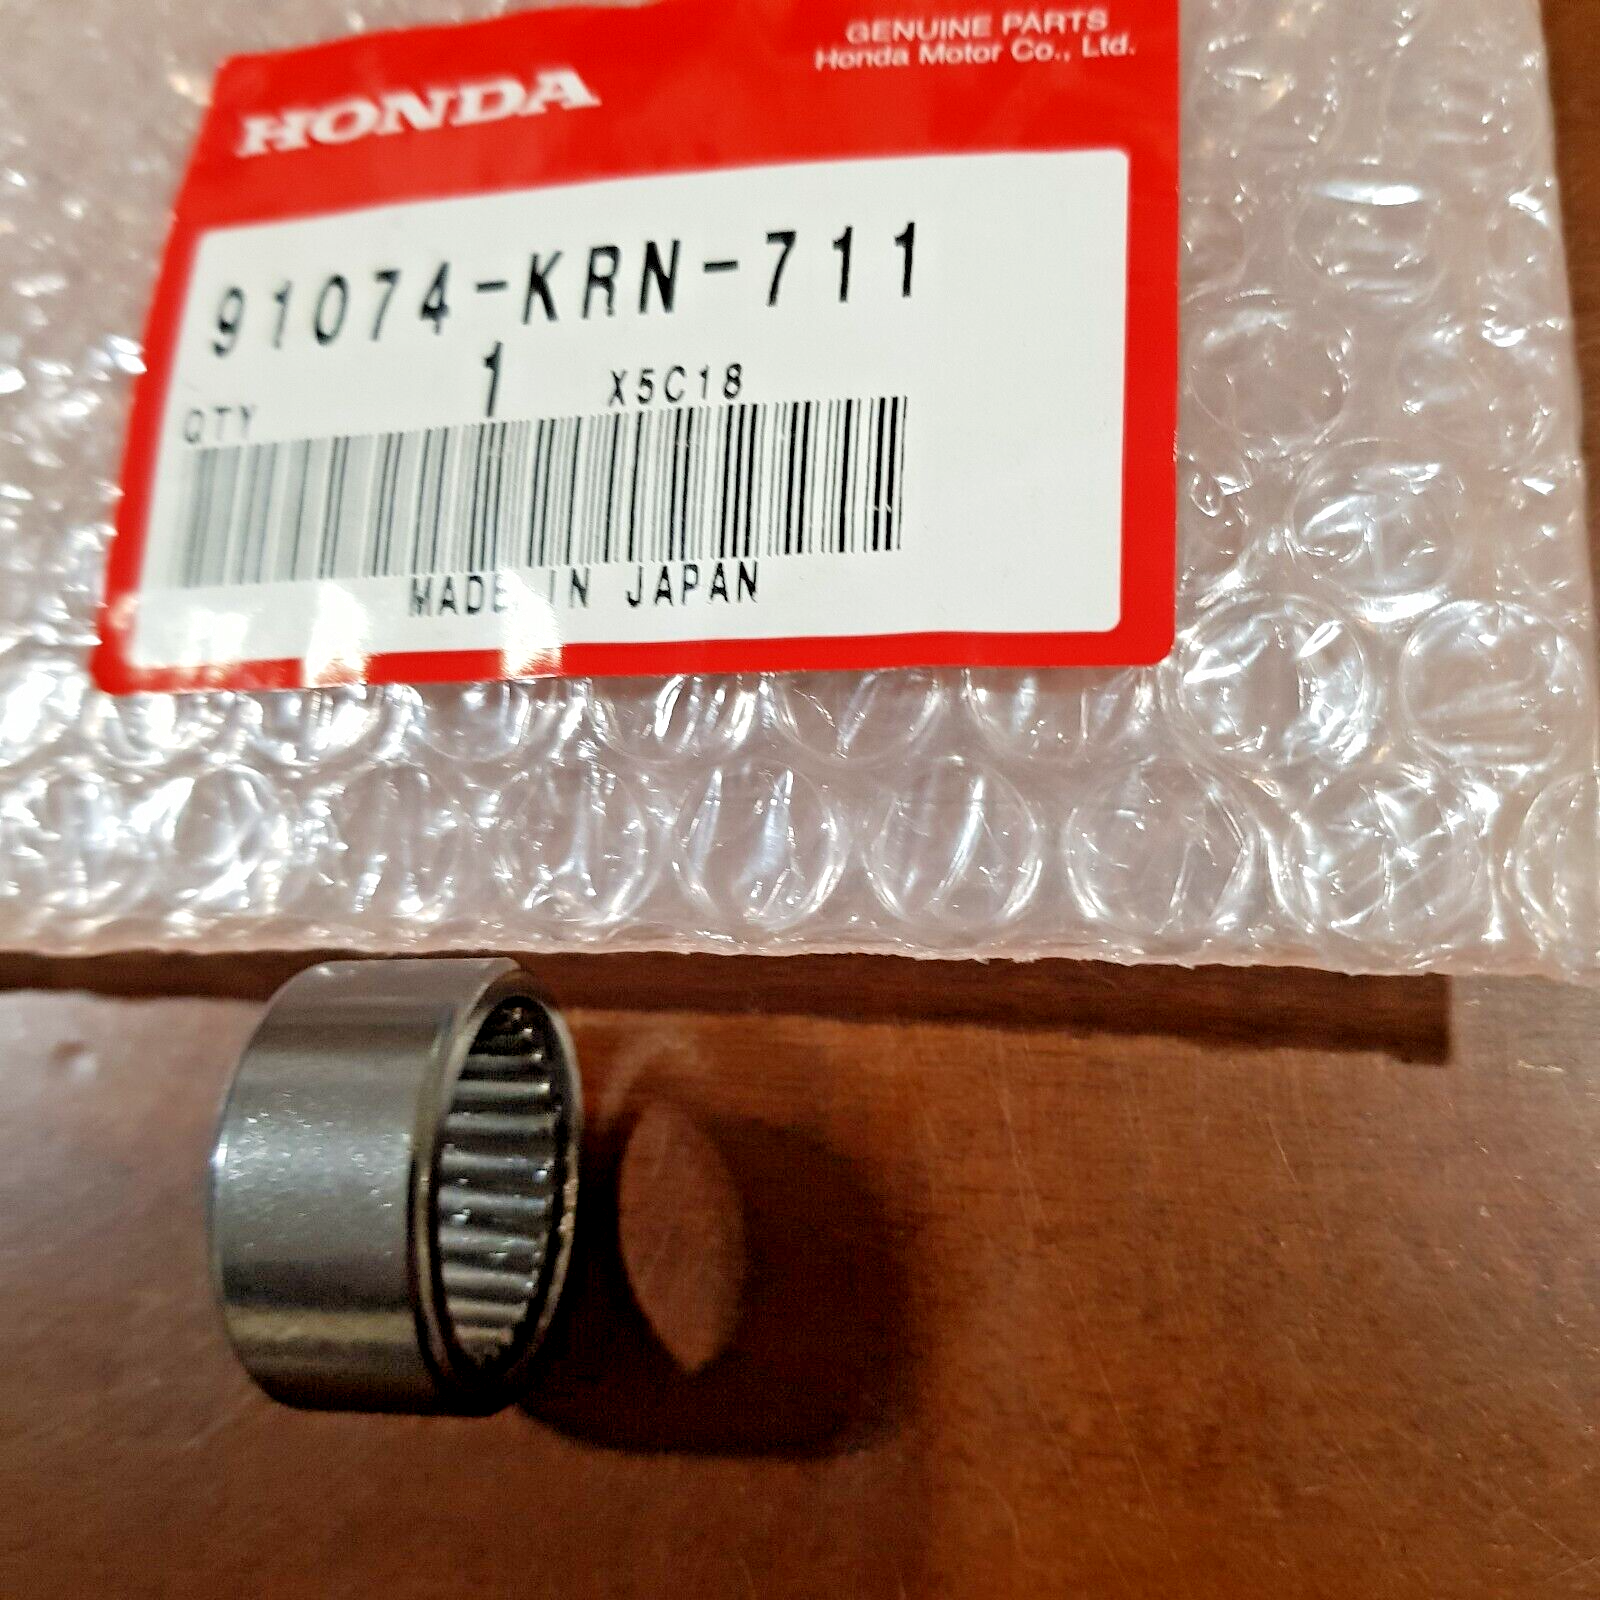 HONDA
GENUINE PARTS
Honda Motor Co., Ltd.
91074-KRN-711
QTY 1 X5C18
MADE IN JAPAN